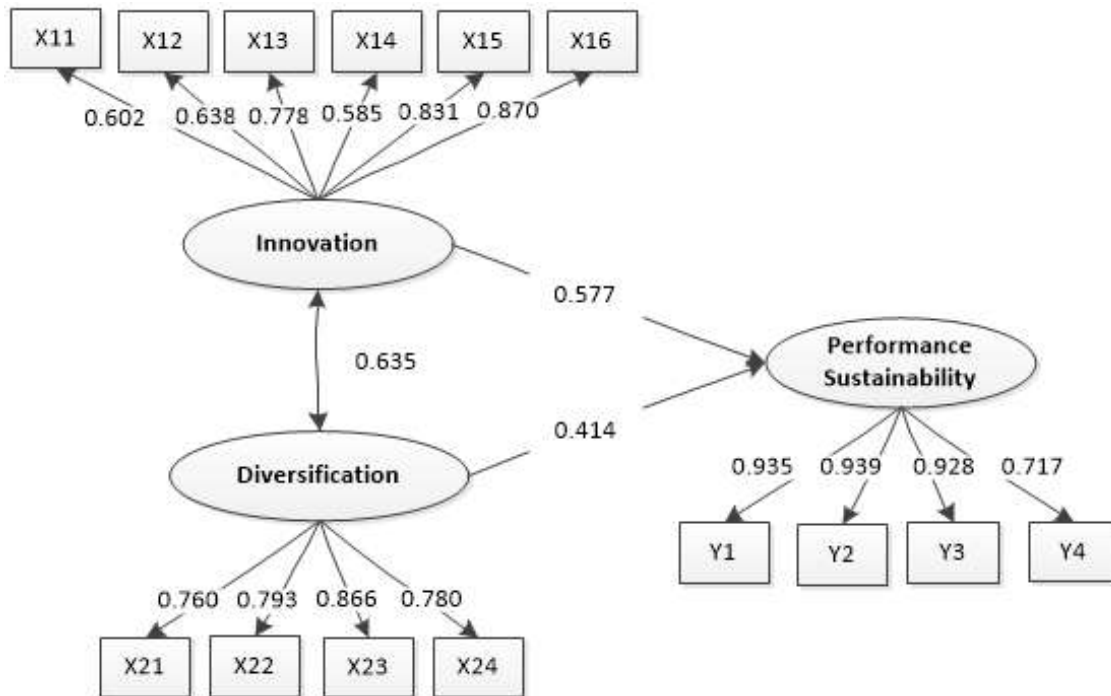 X11 X12 X13 X14 X15 X16
0.602 0.638 0.778 0.585 0.831 0.870
Innovation
0.577
0.635
Performance
Sustainability
0.414
Diversification
0.935 0.939 0.928 0.717
Y1 Y2 Y3 Y4
0.760 0.793 0.866 0.780
X21 X22 X23 X24